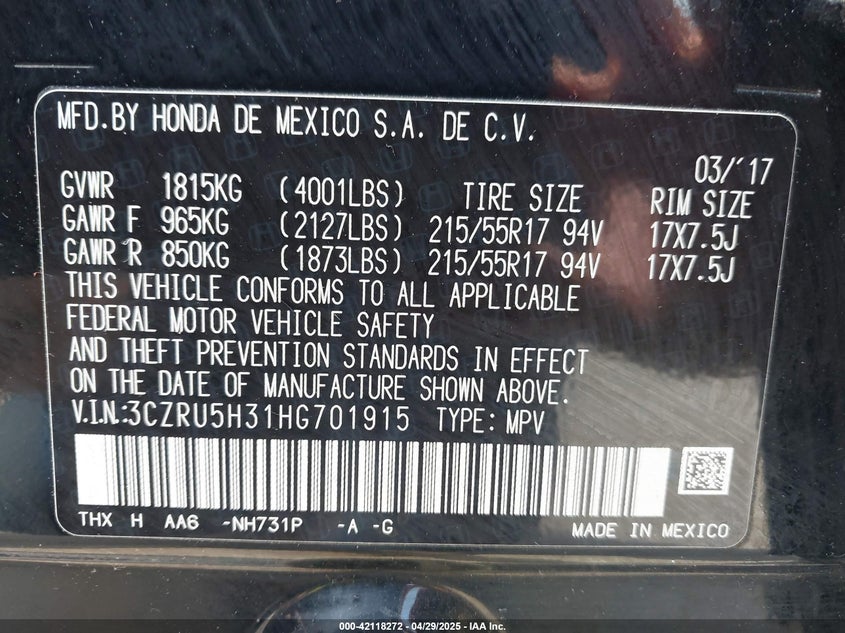 MFD.BY HONDA DE MEXICO S.A. DE C.V.
03/'17
GVWR 1815KG (4001LBS) TIRE SIZE RIM SIZE
GAWR F 965KG (2127LBS) 215/55R17 94V 17X7.5J
GAWR R 850KG (1873LBS) 215/55R17 94V 17X7.5J
THIS VEHICLE CONFORMS TO ALL APPLICABLE
FEDERAL MOTOR VEHICLE SAFETY
AND THEFT PREVENTION STANDARDS IN EFFECT
ON THE DATE OF MANUFACTURE SHOWN ABOVE.
V.I.N.:3CZRU5H31HG701915 TYPE: MPV
THX H AA6 -NH731P -A -G
MADE IN MEXICO
000-42118272 - 04/29/2025 - IAA Inc.